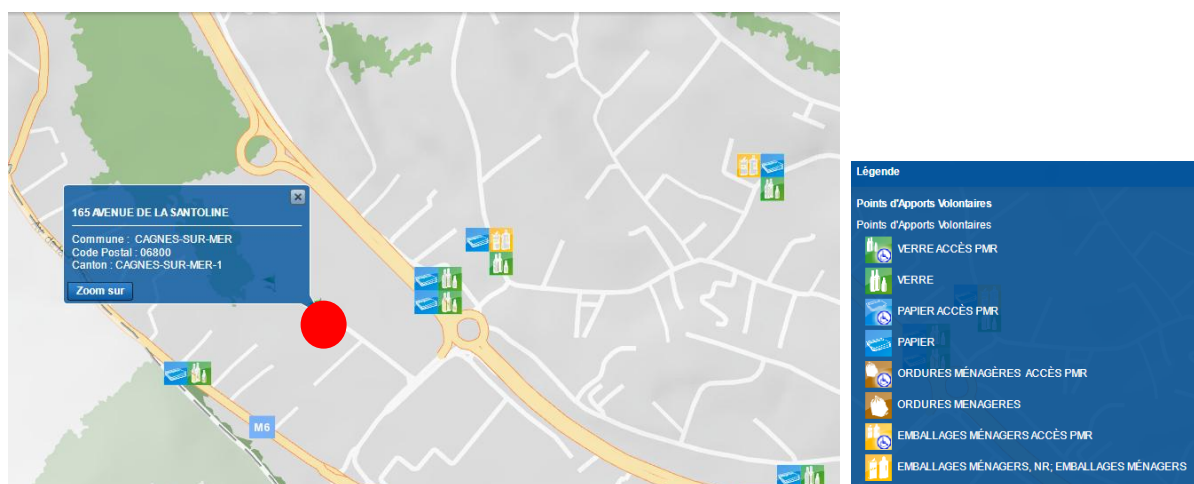 165 AVENUE DE LA SANTOLINE
Commune : CAGNES-SUR-MER
Code Postal : 06800
Canton : CAGNES-SUR-MER-1
Zoom sur
M6
Légende
Points d'Apports Volontaires
Points d'Apports Volontaires
VERRE ACCÈS PMR
VERRE
PAPIER ACCÈS PMR
PAPIER
ORDURES MÉNAGÈRES ACCÈS PMR
ORDURES MENAGERES
EMBALLAGES MÉNAGERS ACCÈS PMR
EMBALLAGES MÉNAGERS, NR; EMBALLAGES MÉNAGERS